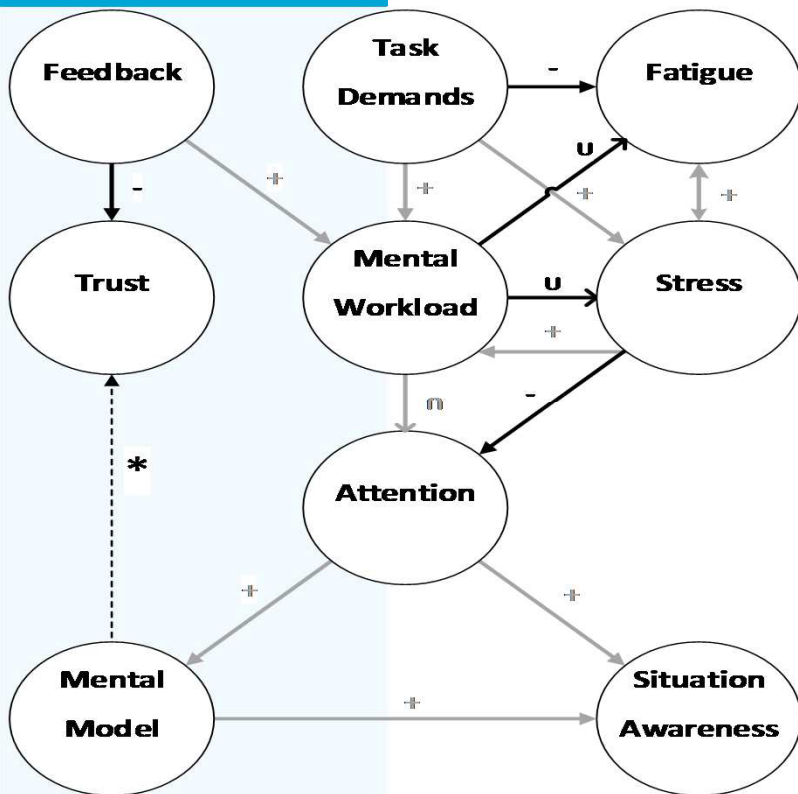 Feedback
Task
Demands
-
Fatigue
-
+
+
∪
+
+
Trust
Mental
Workload
∪
Stress
+
*
∩
-
Attention
+
+
Mental
Model
+
Situation
Awareness